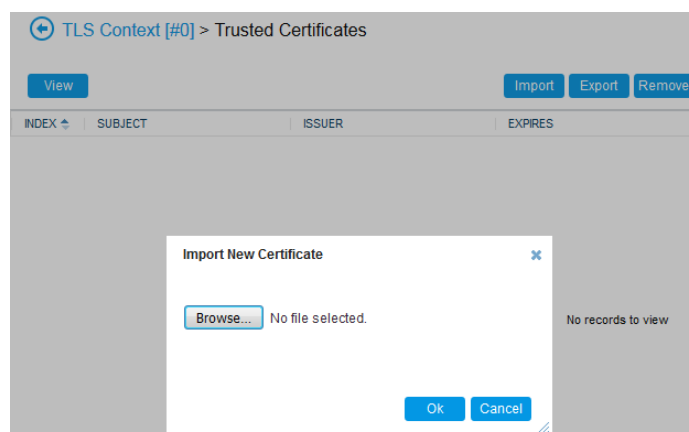 TLS Context [#0] > Trusted Certificates
View Import Export Remove
INDEX SUBJECT ISSUER EXPIRES
Import New Certificate
Browse... No file selected.
No records to view
Ok Cancel